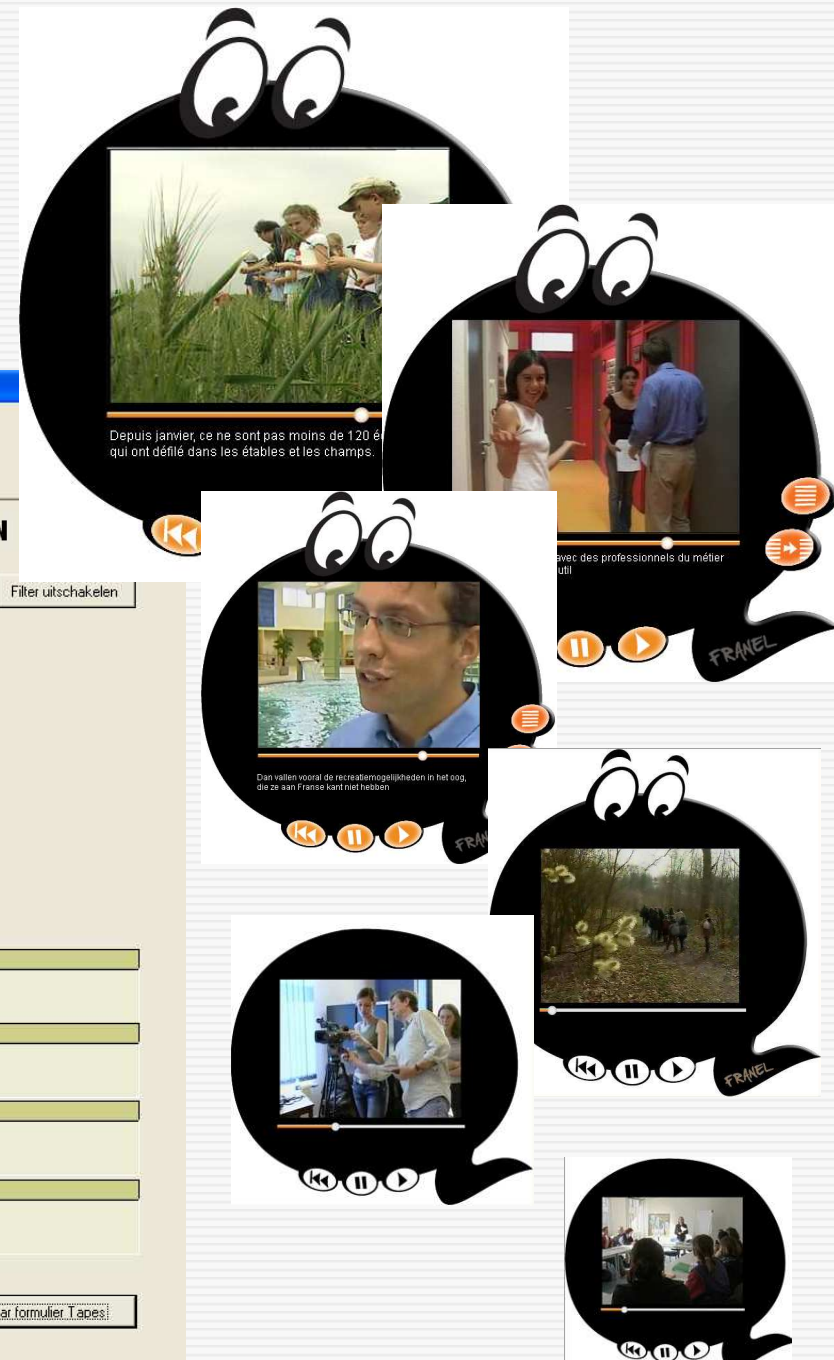 Depuis janvier, ce ne sont pas moins de 120
qui ont défilé dans les étables et les champs.
N
Filter uitschakelen
avec des professionnels du métier
util
FRANEL
Dan vallen vooral de recreatiemogelijkheden in het oog,
die ze aan Franse kant niet hebben
FRAN
FRANEL
ar formulier Tapes